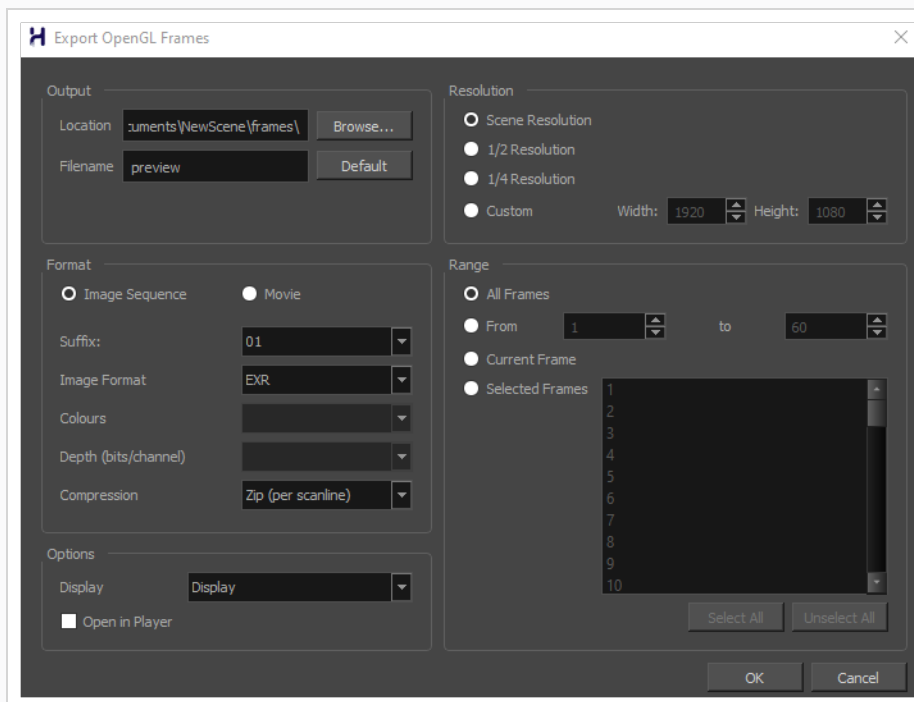 Export OpenGL Frames
Output
Location :uments\NewScene\frames\ Browse...
Filename preview Default
Format
Image Sequence Movie
Suffix: 01
Image Format EXR
Colours
Depth (bits/channel)
Compression Zip (per scanline)
Options
Display Display
Open in Player
Resolution
Scene Resolution
1/2 Resolution
1/4 Resolution
Custom Width: 1920 Height: 1080
Range
All Frames
From 1 to 60
Current Frame
Selected Frames 1
2
3
4
5
6
7
8
9
10
Select All Unselect All
OK Cancel